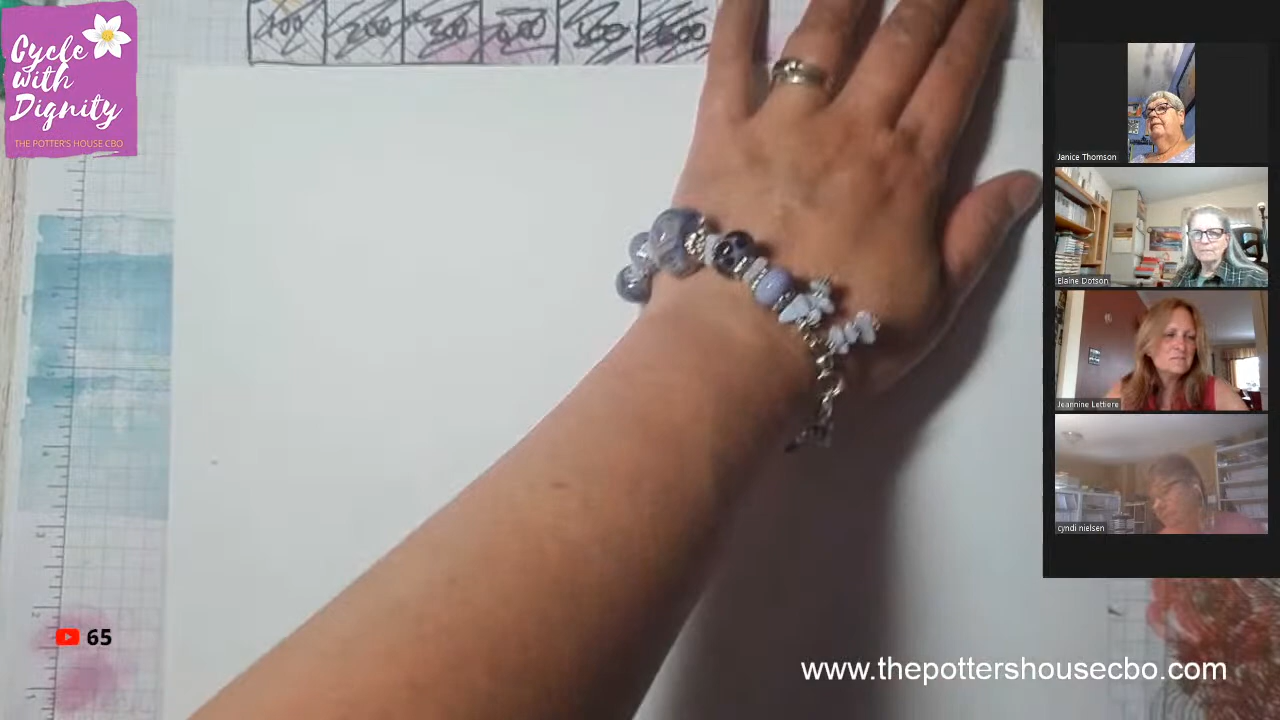 100 200 300 400 500 600
Cycle
with
Dignity
THE POTTER'S HOUSE CBO
Janice Thomson
Elaine Dotson
Jeannine Lettiere
cyndi nielsen
65
www.thepottershousecbo.com